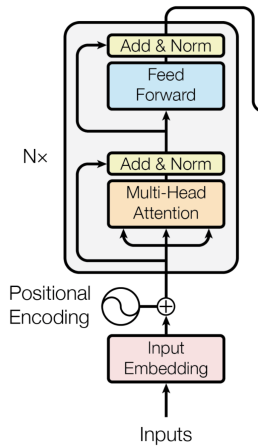 Add & Norm
Feed
Forward
N×
Add & Norm
Multi-Head
Attention
Positional
Encoding
Input
Embedding
Inputs